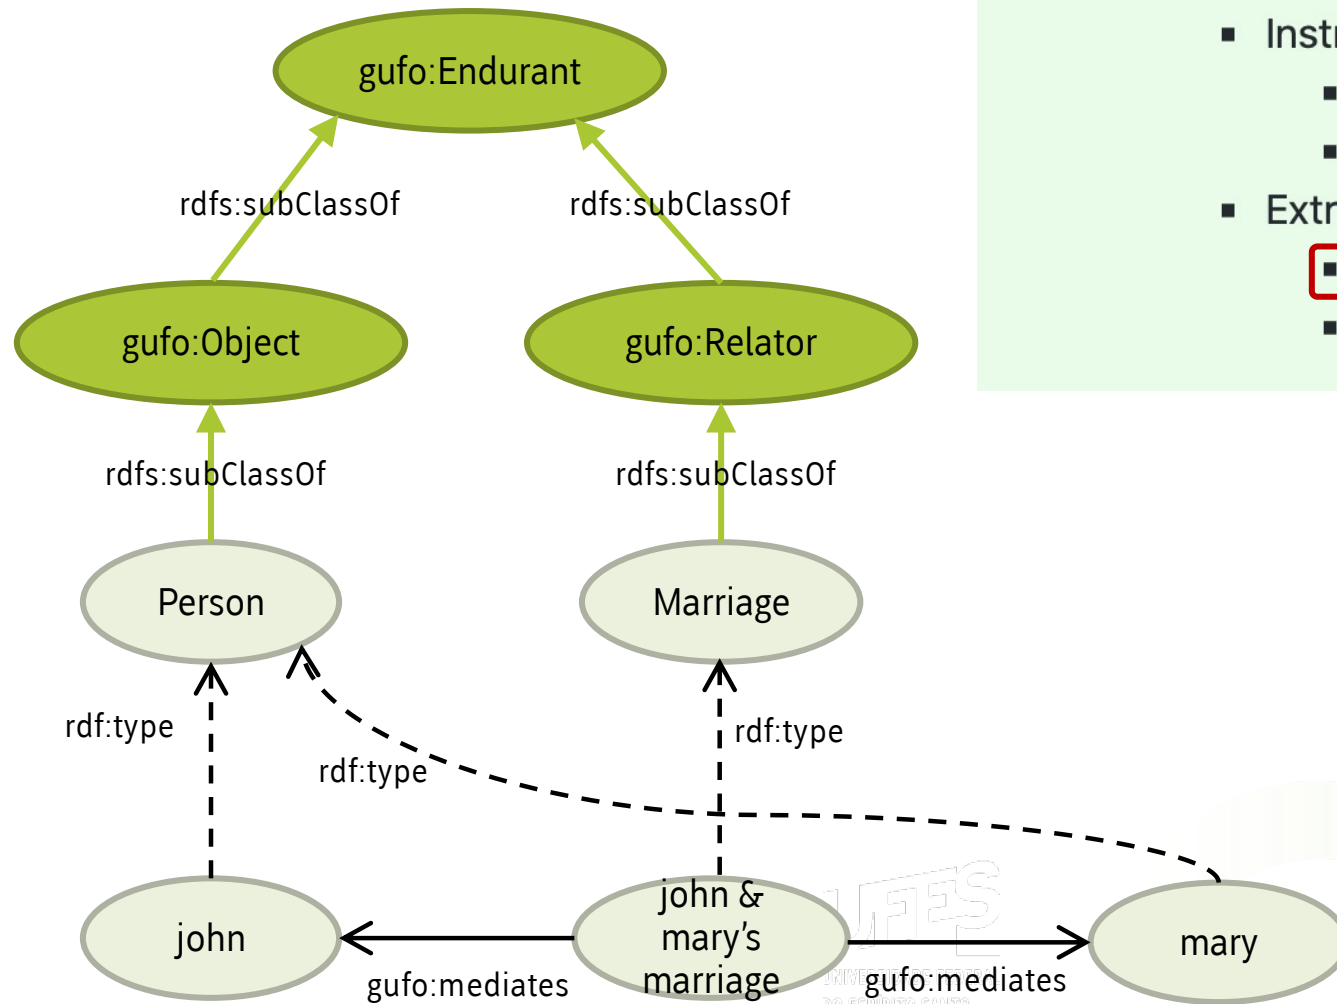 gufo:Endurant
Instr
Extr
rdfs:subClassOf
rdfs:subClassOf
gufo:Object
gufo:Relator
rdfs:subClassOf
rdfs:subClassOf
Person
Marriage
rdf:type
rdf:type
rdf:type
john
john &
mary's
marriage
mary
gufo:mediates
gufo:mediates